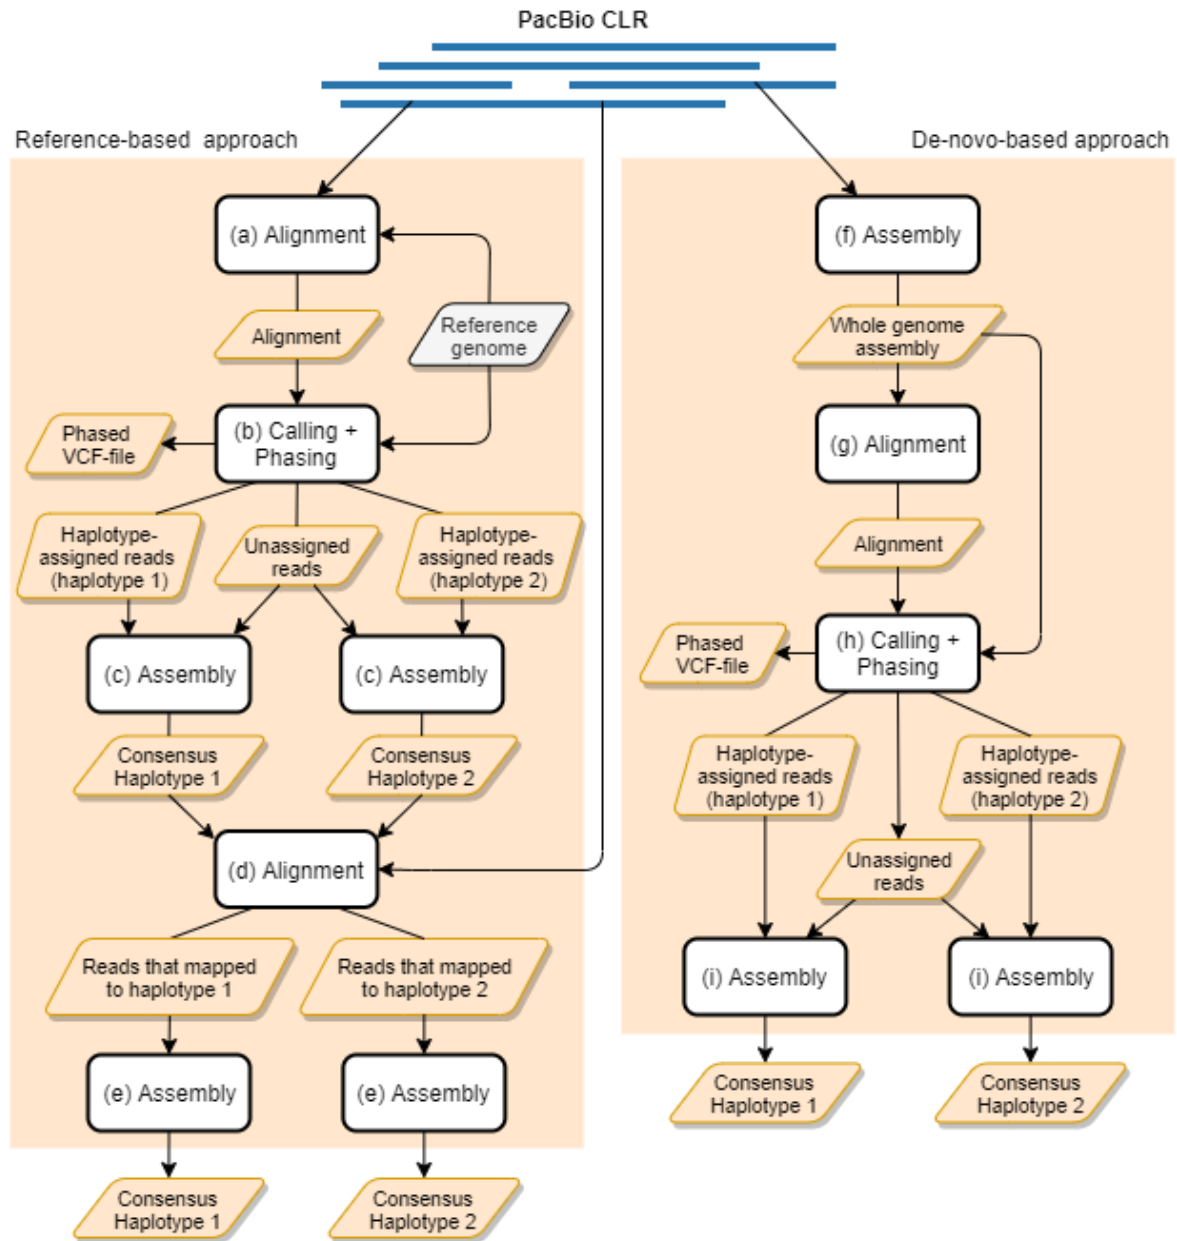 PacBio CLR
Reference-based approach
(a) Alignment
Alignment
Reference
genome
(b) Calling +
Phasing
Phased
VCF-file
Haplotype-
assigned reads
(haplotype 1)
Unassigned
reads
Haplotype-
assigned reads
(haplotype 2)
(c) Assembly
(c) Assembly
Consensus
Haplotype 1
Consensus
Haplotype 2
(d) Alignment
Reads that mapped
to haplotype 1
Reads that mapped
to haplotype 2
(e) Assembly
(e) Assembly
Consensus
Haplotype 1
Consensus
Haplotype 2
De-novo-based approach
(f) Assembly
Whole genome
assembly
(g) Alignment
Alignment
(h) Calling +
Phasing
Phased
VCF-file
Haplotype-
assigned reads
(haplotype 1)
Haplotype-
assigned reads
(haplotype 2)
Unassigned
reads
(i) Assembly
(i) Assembly
Consensus
Haplotype 1
Consensus
Haplotype 2